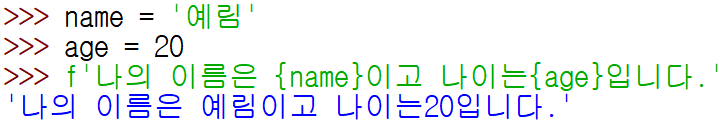 >>> name = '예림'
>>> age = 20
>>> f'나의 이름은 {name}이고 나이는{age}입니다.'
'나의 이름은 예림이고 나이는20입니다.'